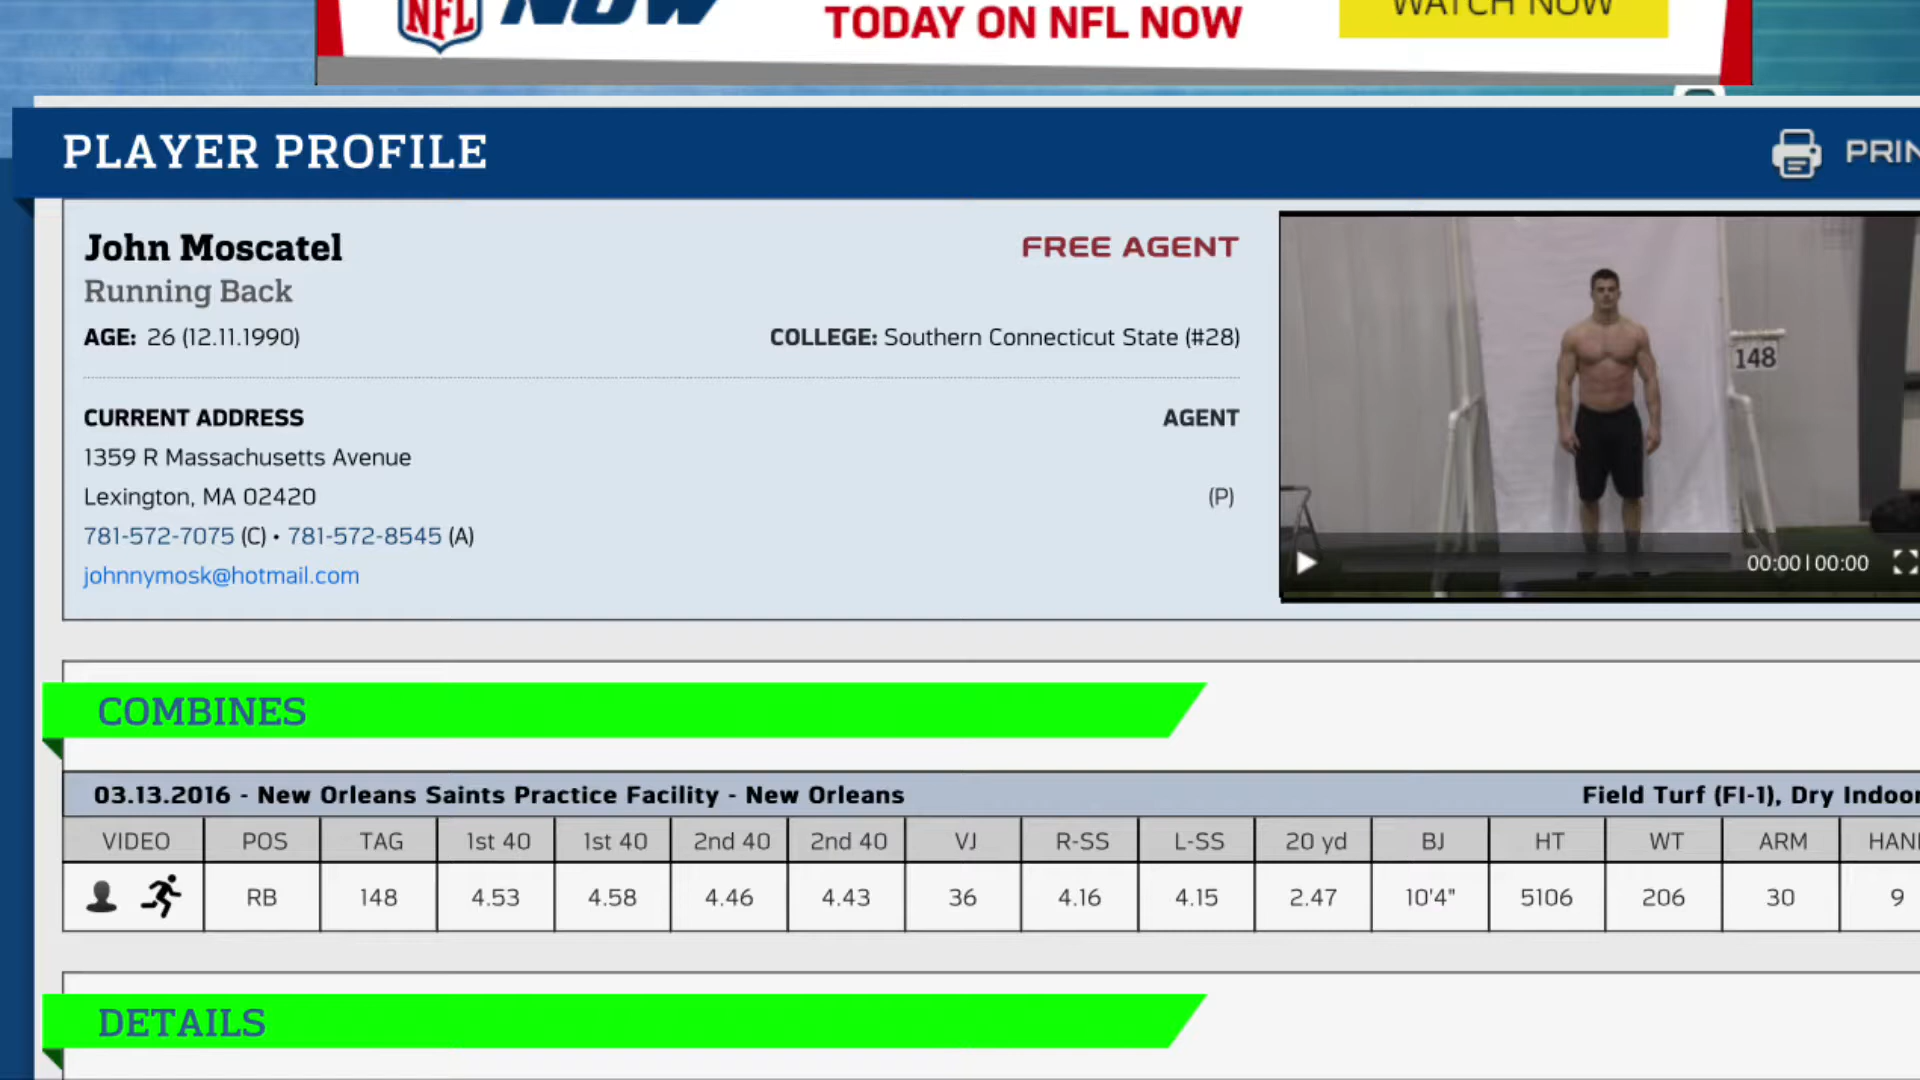 NFL NOW
TODAY ON NFL NOW
WATCH NOW
PLAYER PROFILE
John Moscatel
FREE AGENT
Running Back
AGE: 26 (12.11.1990)
COLLEGE: Southern Connecticut State (#28)
CURRENT ADDRESS
AGENT
1359 R Massachusetts Avenue
Lexington, MA 02420
(P)
781-572-7075 (C) • 781-572-8545 (A)
johnnymosk@hotmail.com
148
00:00 | 00:00
COMBINES
03.13.2016 - New Orleans Saints Practice Facility - New Orleans
Field Turf (FI-1), Dry Indoor
VIDEO POS TAG 1st 40 1st 40 2nd 40 2nd 40 VJ R-SS L-SS 20 yd BJ HT WT ARM
RB 148 4.53 4.58 4.46 4.43 36 4.16 4.15 2.47 10'4" 5106 206 30 9
DETAILS